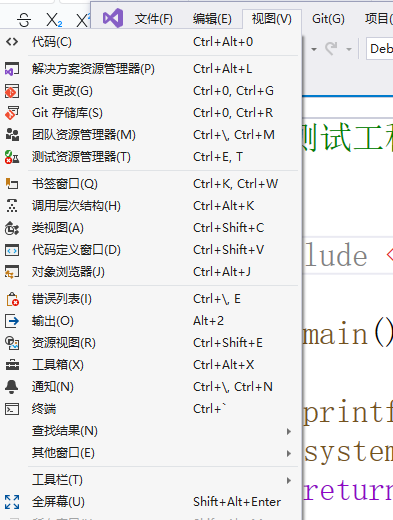 S X₂ X² 文件(F) 编辑(E) 视图(V) Git(G) 项目
代码(C) Ctrl+Alt+0
Deb
解决方案资源管理器(P) Ctrl+Alt+L
Git 更改(G) Ctrl+0, Ctrl+G
Git 存储库(S) Ctrl+0, Ctrl+R
团队资源管理器(M) Ctrl+\, Ctrl+M
测试资源管理器(T) Ctrl+E, T
测试工程
书签窗口(Q) Ctrl+K, Ctrl+W
调用层次结构(H) Ctrl+Alt+K
类视图(A) Ctrl+Shift+C
代码定义窗口(D) Ctrl+Shift+V
对象浏览器(J) Ctrl+Alt+J
lude <
错误列表(I) Ctrl+\, E
输出(O) Alt+2
资源视图(R) Ctrl+Shift+E
main()
工具箱(X) Ctrl+Alt+X
通知(N) Ctrl+\, Ctrl+N
终端 Ctrl+`
printf
查找结果(N)
其他窗口(E)
system
工具栏(T)
return
全屏幕(U) Shift+Alt+Enter